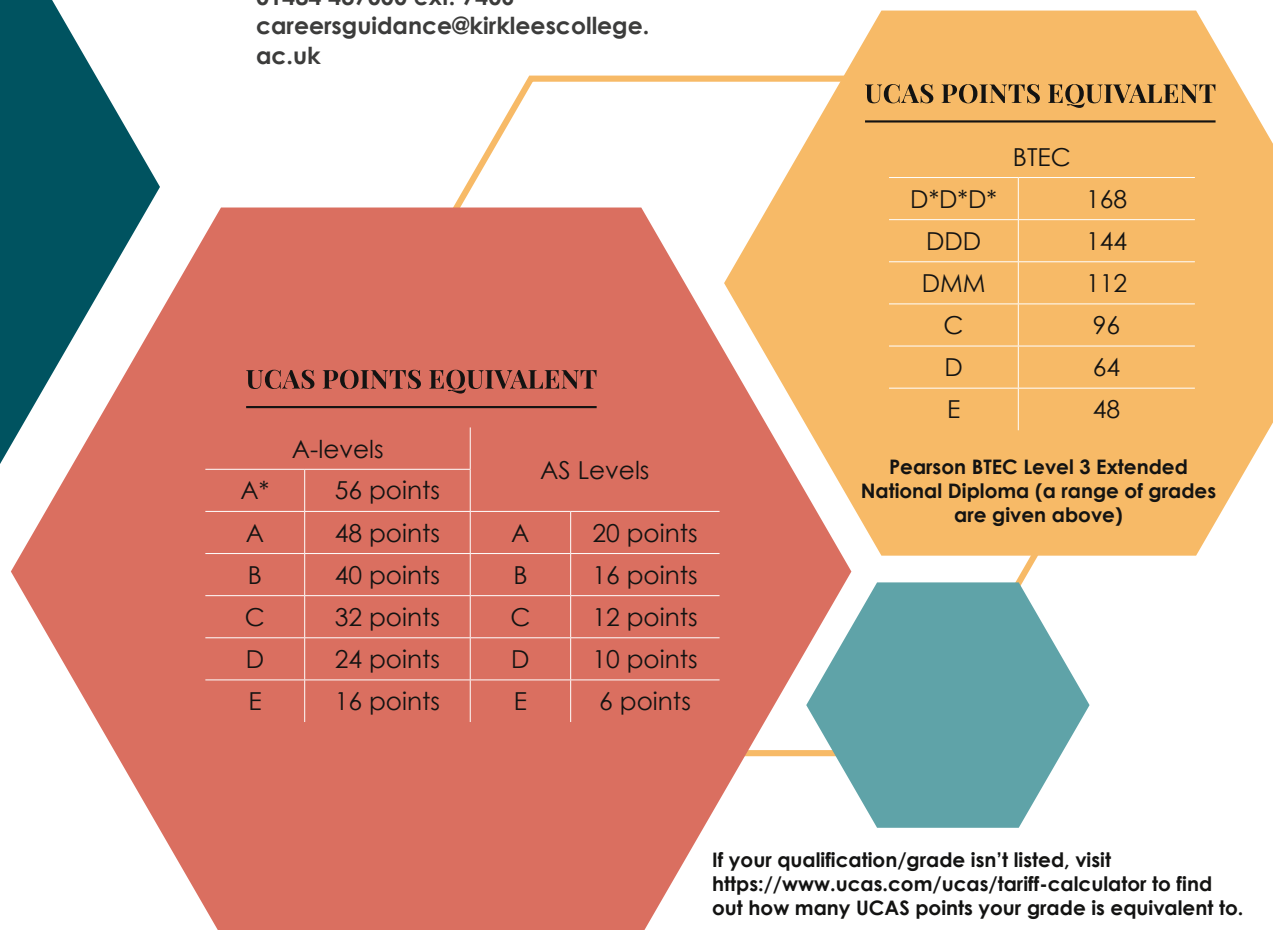 careersguidance@kirkleescollege.
ac.uk
UCAS POINTS EQUIVALENT
BTEC
D*D*D* 168
DDD 144
DMM 112
C 96
D 64
E 48
Pearson BTEC Level 3 Extended
National Diploma (a range of grades
are given above)
UCAS POINTS EQUIVALENT
A-levels
AS Levels
A* 56 points
A 48 points A 20 points
B 40 points B 16 points
C 32 points C 12 points
D 24 points D 10 points
E 16 points E 6 points
If your qualification/grade isn’t listed, visit
https://www.ucas.com/ucas/tariff-calculator to find
out how many UCAS points your grade is equivalent to.